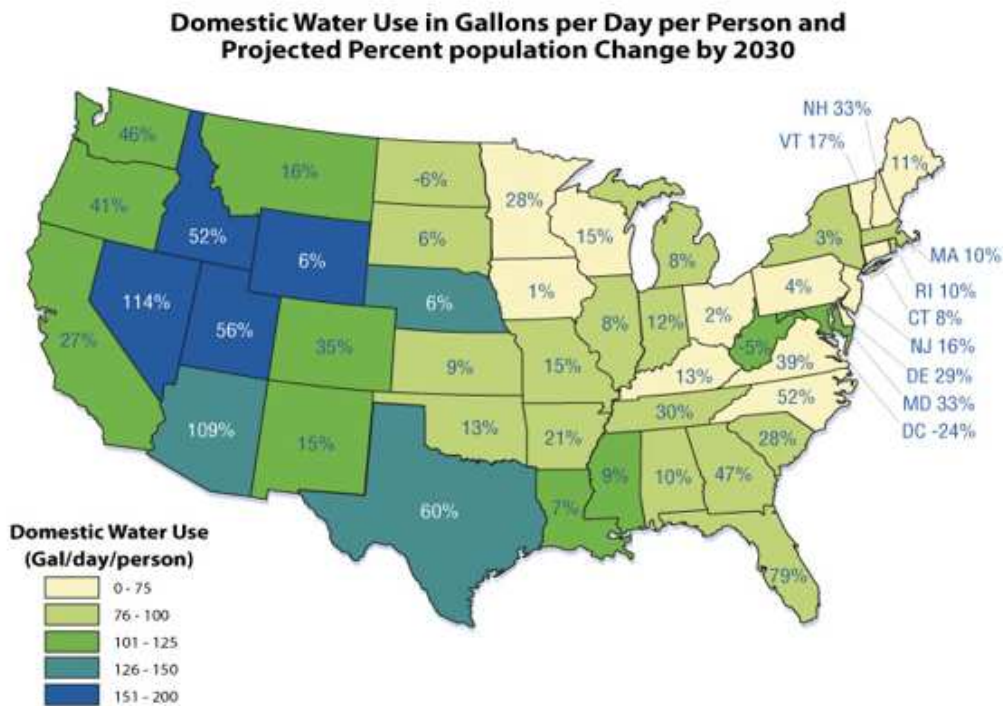 Domestic Water Use in Gallons per Day per Person and
Projected Percent population Change by 2030
NH 33%
VT 17%
46%
16%
-6%
28%
11%
41%
52%
6%
6%
15%
8%
3%
MA 10%
RI 10%
CT 8%
NJ 16%
DE 29%
MD 33%
DC -24%
114%
56%
6%
1%
8%
12%
2%
4%
27%
35%
9%
15%
13%
-5%
39%
52%
109%
15%
13%
21%
30%
28%
60%
7%
9%
10%
47%
79%
Domestic Water Use
(Gal/day/person)
0 - 75
76 - 100
101 - 125
126 - 150
151 - 200